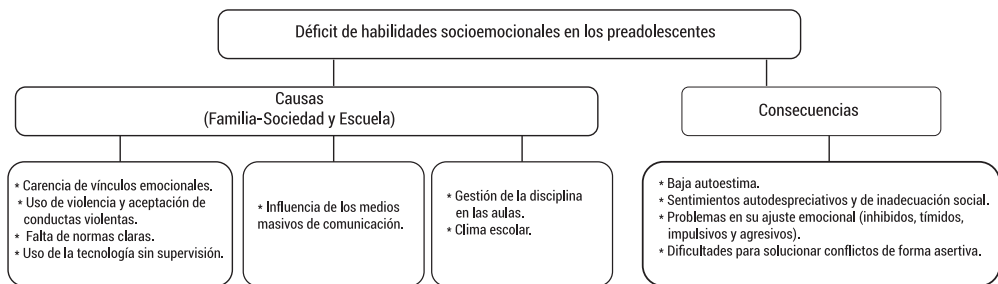 Déficit de habilidades socioemocionales en los preadolescentes
Causas
(Familia-Sociedad y Escuela)
Consecuencias
* Carencia de vínculos emocionales.
* Uso de violencia y aceptación de
conductas violentas.
* Falta de normas claras.
* Uso de la tecnología sin supervisión.
* Influencia de los medios
masivos de comunicación.
* Gestión de la disciplina
en las aulas.
* Clima escolar.
* Baja autoestima.
* Sentimientos autodespreciativos y de inadecuación social.
* Problemas en su ajuste emocional (inhibidos, tímidos,
impulsivos y agresivos).
* Dificultades para solucionar conflictos de forma asertiva.